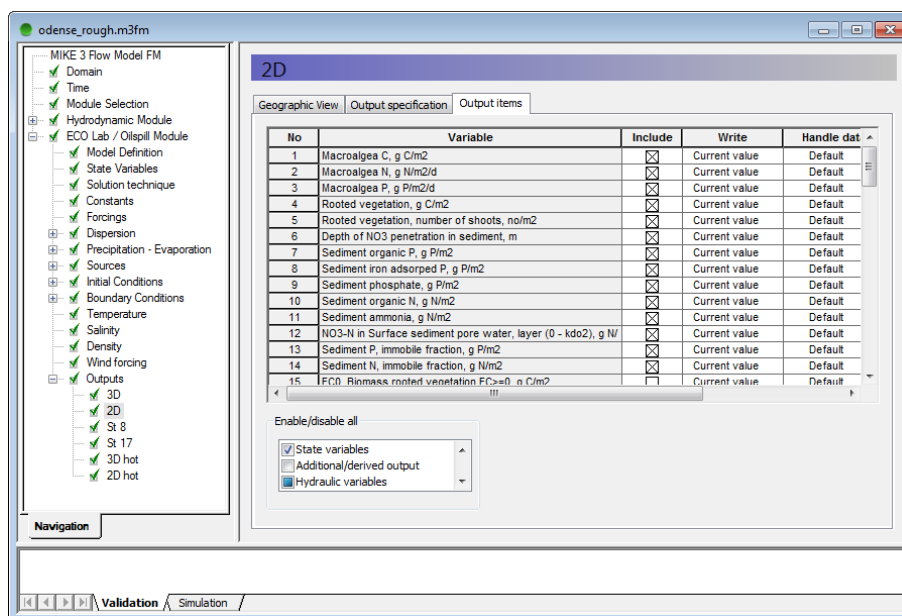 odense_rough.m3fm
MIKE 3 Flow Model FM
Domain
Time
Module Selection
Hydrodynamic Module
ECO Lab / Oilspill Module
Model Definition
State Variables
Solution technique
Constants
Forcings
Dispersion
Precipitation - Evaporation
Sources
Initial Conditions
Boundary Conditions
Temperature
Salinity
Density
Wind forcing
Outputs
3D
2D
St 8
St 17
3D hot
2D hot
Navigation
2D
Geographic View Output specification Output items
No Variable Include Write Handle dat
1 Macroalgea C, g C/m2 Current value Default
2 Macroalgea N, g N/m2/d Current value Default
3 Macroalgea P, g P/m2/d Current value Default
4 Rooted vegetation, g C/m2 Current value Default
5 Rooted vegetation, number of shoots, no/m2 Current value Default
6 Depth of NO3 penetration in sediment, m Current value Default
7 Sediment organic P, g P/m2 Current value Default
8 Sediment iron adsorped P, g P/m2 Current value Default
9 Sediment phosphate, g P/m2 Current value Default
10 Sediment organic N, g N/m2 Current value Default
11 Sediment ammonia, g N/m2 Current value Default
12 NO3-N in Surface sediment pore water, layer (0 - kdo2), g N/ Current value Default
13 Sediment P, immobile fraction, g P/m2 Current value Default
14 Sediment N, immobile fraction, g N/m2 Current value Default
15 EC0, Biomass rooted vegetation EC>=0, g C/m2 Current value Default
Enable/disable all
State variables
Additional/derived output
Hydraulic variables
Validation Simulation